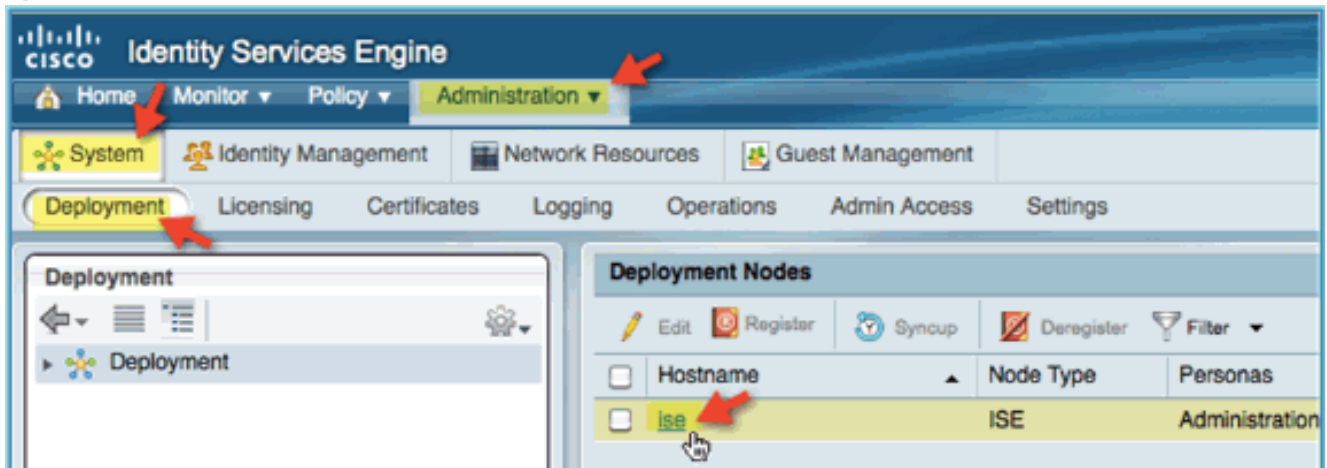 CISCO Identity Services Engine
Home Monitor Policy Administration
System Identity Management Network Resources Guest Management
Deployment Licensing Certificates Logging Operations Admin Access Settings
Deployment
Deployment
Deployment Nodes
Edit Register Syncup Deregister Filter
Hostname Node Type Personas
ise ISE Administration